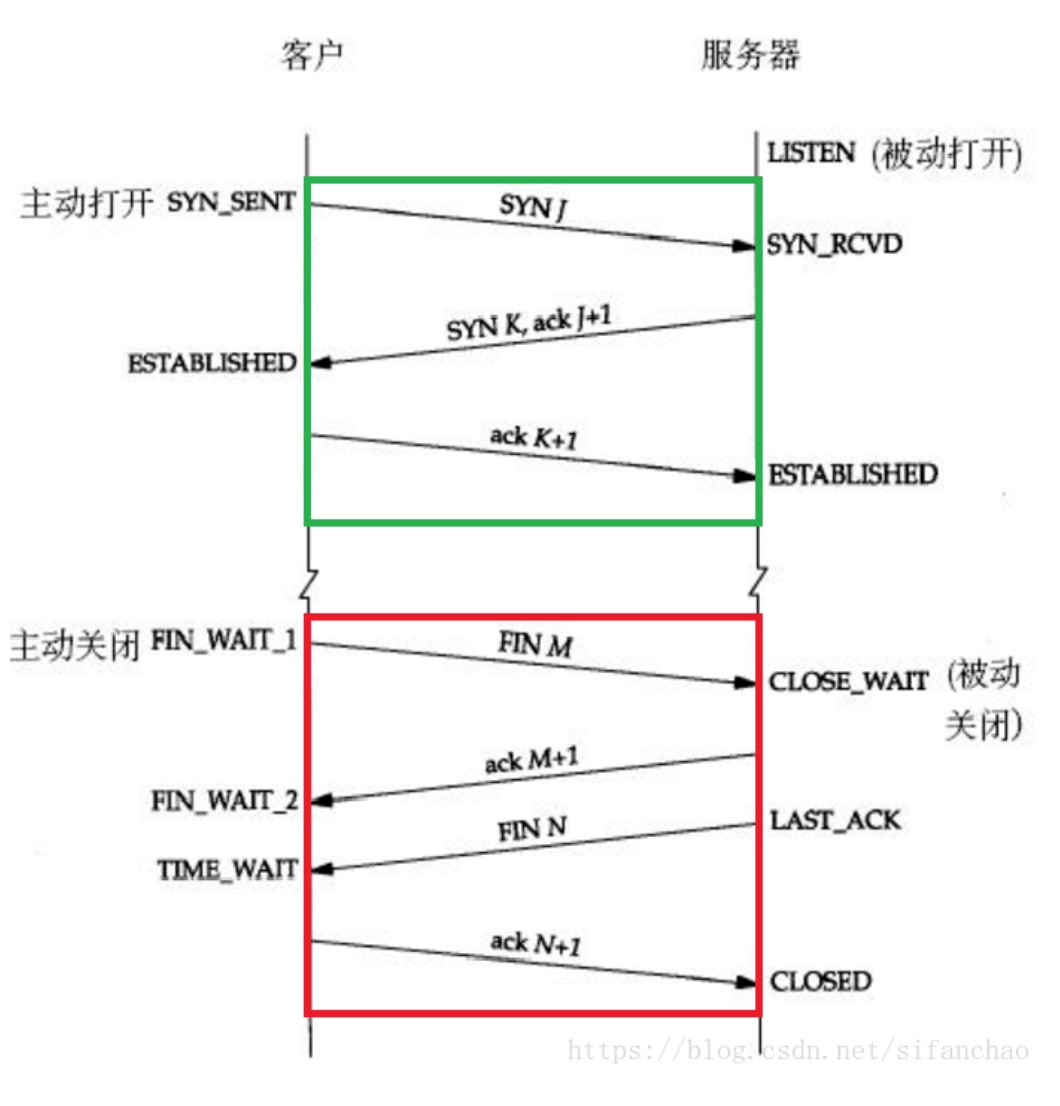 客户 服务器
LISTEN (被动打开)
主动打开 SYN_SENT
SYN J
SYN_RCVD
SYN K, ack J+1
ESTABLISHED
ack K+1
ESTABLISHED
主动关闭 FIN_WAIT_1
FIN M
CLOSE_WAIT (被动
关闭)
ack M+1
FIN_WAIT_2
FIN N
LAST_ACK
TIME_WAIT
ack N+1
CLOSED
https://blog.csdn.net/sifanchao